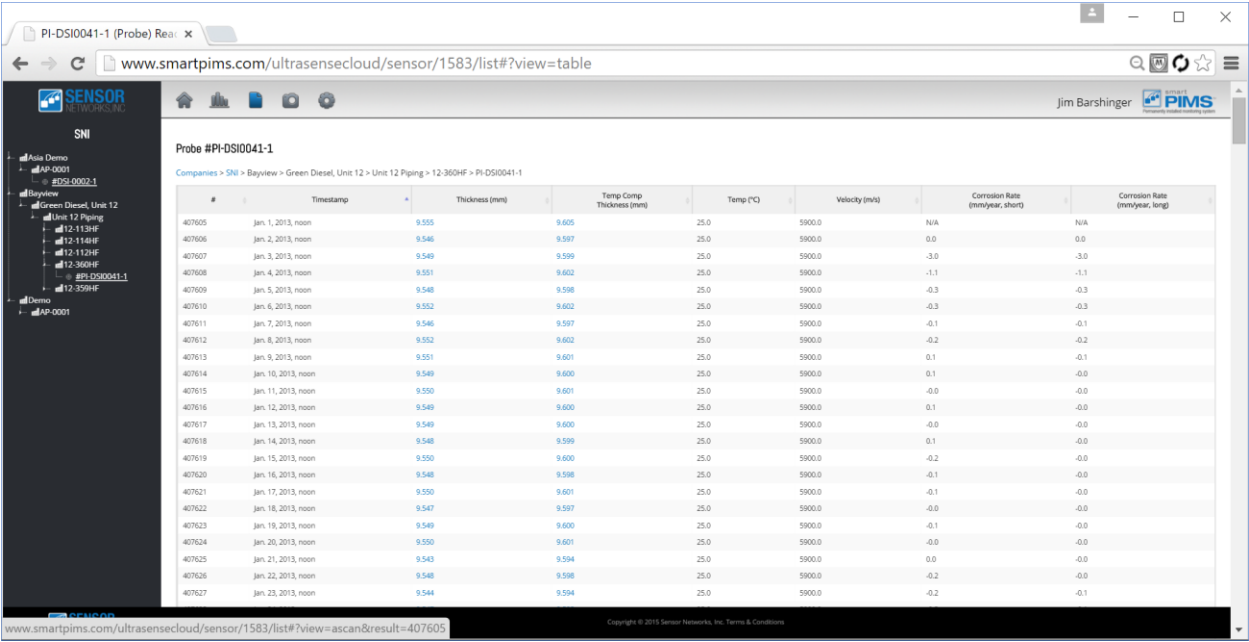 PI-DSI0041-1 (Probe) Rea
www.smartpims.com/ultrasensecloud/sensor/1583/list#?view=table
SENSOR
NETWORKS, INC
Jim Barshinger
smart
PIMS
Permanently installed monitoring system
SNI
Asia Demo
AP-0001
#DSI-0002-1
Bayview
Green Diesel, Unit 12
Unit 12 Piping
12-113HF
12-114HF
12-112HF
12-360HF
#PI-DSI0041-1
12-359HF
Demo
AP-0001
Probe #PI-DSI0041-1
Companies > SNI > Bayview > Green Diesel, Unit 12 > Unit 12 Piping > 12-360HF > PI-DSI0041-1
# Timestamp Thickness (mm) Temp Comp Thickness (mm) Temp (°C) Velocity (m/s) Corrosion Rate (mm/year, short) Corrosion Rate (mm/year, long)
407605 Jan. 1, 2013, noon 9.555 9.605 25.0 5900.0 N/A N/A
407606 Jan. 2, 2013, noon 9.546 9.597 25.0 5900.0 0.0 0.0
407607 Jan. 3, 2013, noon 9.549 9.599 25.0 5900.0 -3.0 -3.0
407608 Jan. 4, 2013, noon 9.551 9.602 25.0 5900.0 -1.1 -1.1
407609 Jan. 5, 2013, noon 9.548 9.598 25.0 5900.0 -0.3 -0.3
407610 Jan. 6, 2013, noon 9.552 9.602 25.0 5900.0 -0.3 -0.3
407611 Jan. 7, 2013, noon 9.546 9.597 25.0 5900.0 -0.1 -0.1
407612 Jan. 8, 2013, noon 9.552 9.602 25.0 5900.0 -0.2 -0.2
407613 Jan. 9, 2013, noon 9.551 9.601 25.0 5900.0 0.1 -0.1
407614 Jan. 10, 2013, noon 9.549 9.600 25.0 5900.0 0.1 -0.0
407615 Jan. 11, 2013, noon 9.550 9.601 25.0 5900.0 -0.0 -0.0
407616 Jan. 12, 2013, noon 9.549 9.600 25.0 5900.0 0.1 -0.0
407617 Jan. 13, 2013, noon 9.549 9.600 25.0 5900.0 -0.0 -0.0
407618 Jan. 14, 2013, noon 9.548 9.599 25.0 5900.0 0.1 -0.0
407619 Jan. 15, 2013, noon 9.550 9.600 25.0 5900.0 -0.2 -0.0
407620 Jan. 16, 2013, noon 9.548 9.598 25.0 5900.0 -0.1 -0.0
407621 Jan. 17, 2013, noon 9.550 9.601 25.0 5900.0 -0.1 -0.0
407622 Jan. 18, 2013, noon 9.547 9.597 25.0 5900.0 -0.0 -0.0
407623 Jan. 19, 2013, noon 9.549 9.600 25.0 5900.0 -0.1 -0.0
407624 Jan. 20, 2013, noon 9.550 9.601 25.0 5900.0 -0.0 -0.0
407625 Jan. 21, 2013, noon 9.543 9.594 25.0 5900.0 0.0 -0.0
407626 Jan. 22, 2013, noon 9.548 9.598 25.0 5900.0 -0.2 -0.0
407627 Jan. 23, 2013, noon 9.544 9.594 25.0 5900.0 -0.2 -0.1
SENSOR
Copyright © 2015 Sensor Networks, Inc. Terms & Conditions
www.smartpims.com/ultrasensecloud/sensor/1583/list#?view=ascan&result=407605